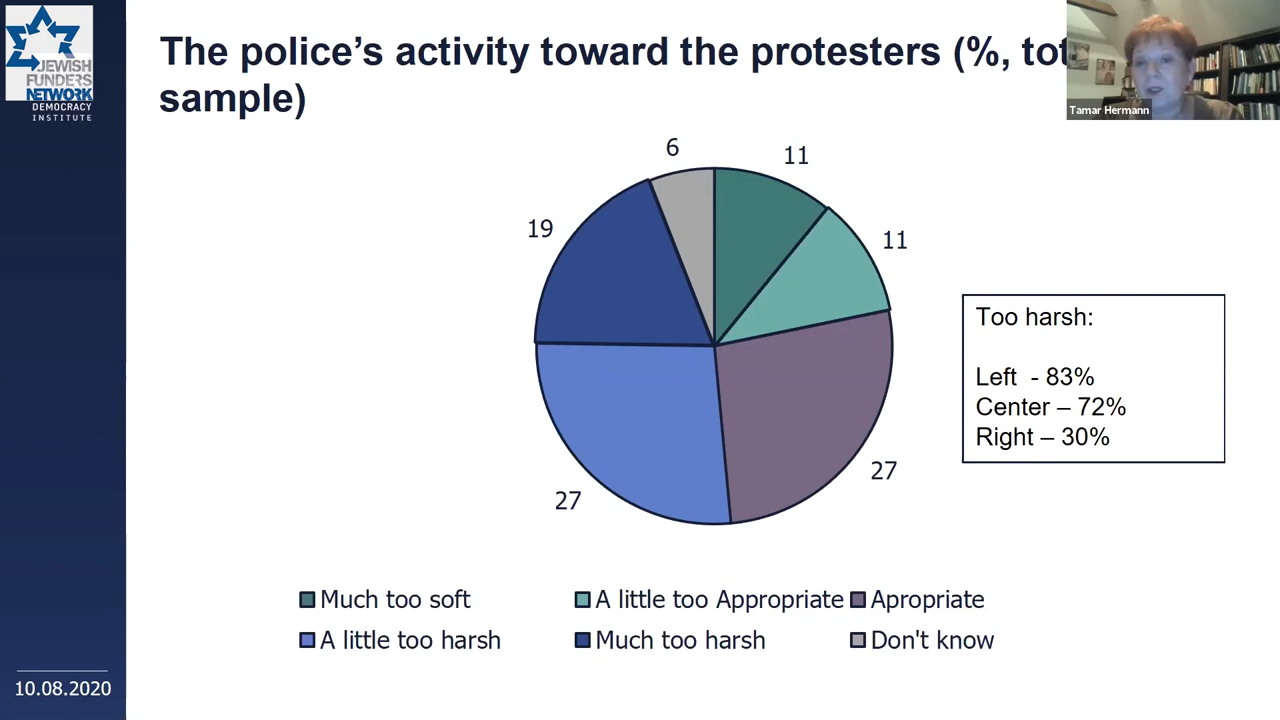 JEWISH
FUNDERS
NETWORK
DEMOCRACY
INSTITUTE
The police's activity toward the protesters (%, tot
sample)
Tamar Hermann
6
11
19
11
27
27
Too harsh:
Left - 83%
Center – 72%
Right – 30%
Much too soft A little too Appropriate Apropriate
A little too harsh Much too harsh Don't know
10.08.2020